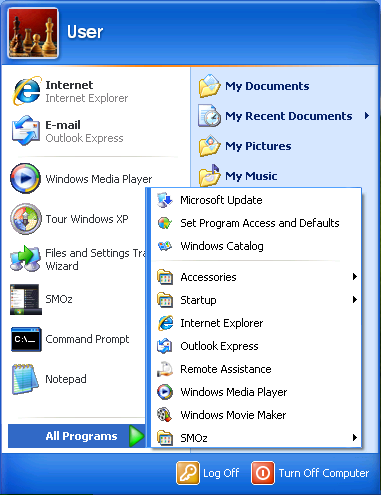 User
Internet
Internet Explorer
E-mail
Outlook Express
Windows Media Player
Tour Windows XP
Files and Settings Tra
Wizard
SMOz
C:\_
Command Prompt
Notepad
All Programs
My Documents
My Recent Documents
My Pictures
My Music
Microsoft Update
Set Program Access and Defaults
Windows Catalog
Accessories
Startup
Internet Explorer
Outlook Express
Remote Assistance
Windows Media Player
Windows Movie Maker
SMOz
Log Off
Turn Off Computer